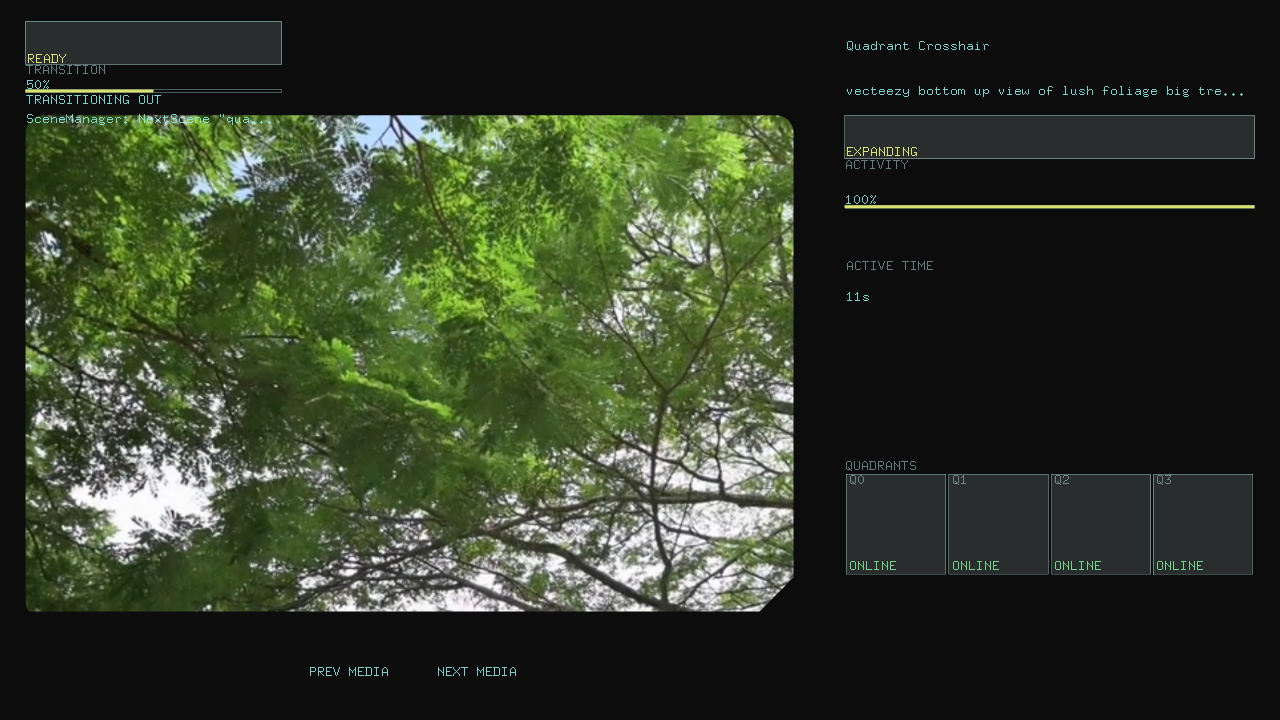 READY
TRANSITION
50%
TRANSITIONING OUT
SceneManager: NextScene "qua...
Quadrant Crosshair
vecteezy bottom up view of lush foliage big tre...
EXPANDING
ACTIVITY
100%
ACTIVE TIME
11s
QUADRANTS
Q0 Q1 Q2 Q3
ONLINE ONLINE ONLINE ONLINE
PREV MEDIA NEXT MEDIA